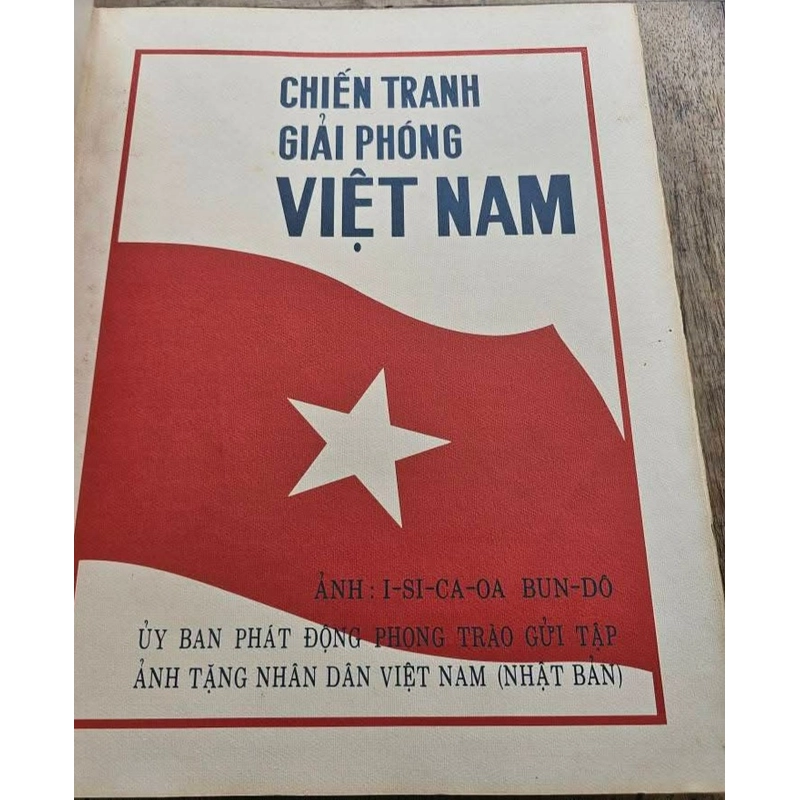 CHIẾN TRANH
GIẢI PHÓNG
VIỆT NAM
ẢNH : I-SI-CA-OA BUN-DÔ
ỦY BAN PHÁT ĐỘNG PHONG TRÀO GỬI TẬP
ẢNH TẶNG NHÂN DÂN VIỆT NAM (NHẬT BẢN)